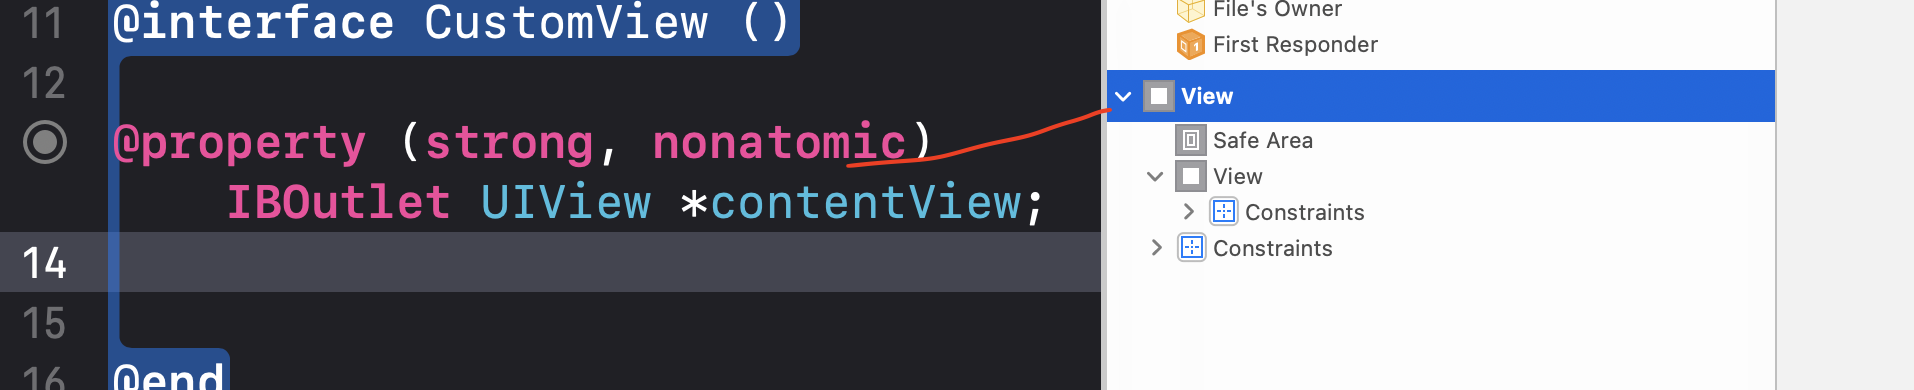 11 @interface CustomView ()
12
@property (strong, nonatomic)
IBOutlet UIView *contentView;
14
15
16 @end
File's Owner
First Responder
View
Safe Area
View
Constraints
Constraints